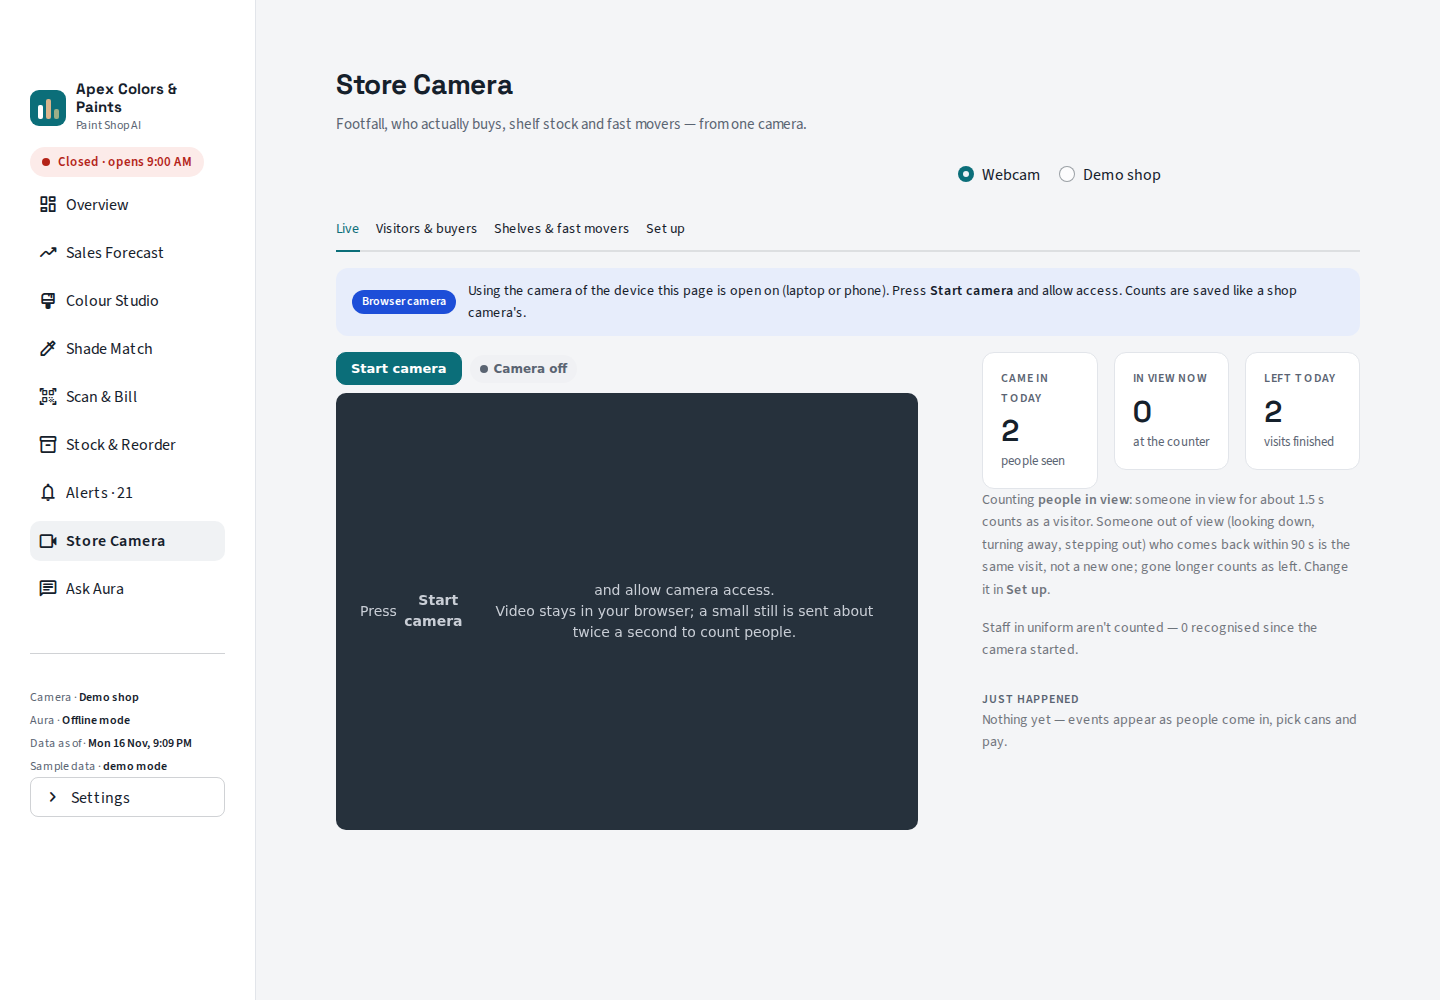 Apex Colors &
Paints
Paint Shop AI
Closed · opens 9:00 AM
Overview
Sales Forecast
Colour Studio
Shade Match
Scan & Bill
Stock & Reorder
Alerts · 21
Store Camera
Ask Aura
Camera · Demo shop
Aura · Offline mode
Data as of · Mon 16 Nov, 9:09 PM
Sample data · demo mode
Settings
Store Camera
Footfall, who actually buys, shelf stock and fast movers — from one camera.
Webcam
Demo shop
Live
Visitors & buyers
Shelves & fast movers
Set up
Browser camera
Using the camera of the device this page is open on (laptop or phone). Press Start camera and allow access. Counts are saved like a shop
camera's.
Start camera
Camera off
Press
Start
camera
and allow camera access.
Video stays in your browser; a small still is sent about
twice a second to count people.
CAME IN
TODAY
2
people seen
IN VIEW NOW
0
at the counter
LEFT TODAY
2
visits finished
Counting people in view: someone in view for about 1.5 s
counts as a visitor. Someone out of view (looking down,
turning away, stepping out) who comes back within 90 s is the
same visit, not a new one; gone longer counts as left. Change
it in Set up.
Staff in uniform aren't counted — 0 recognised since the
camera started.
JUST HAPPENED
Nothing yet — events appear as people come in, pick cans and
pay.